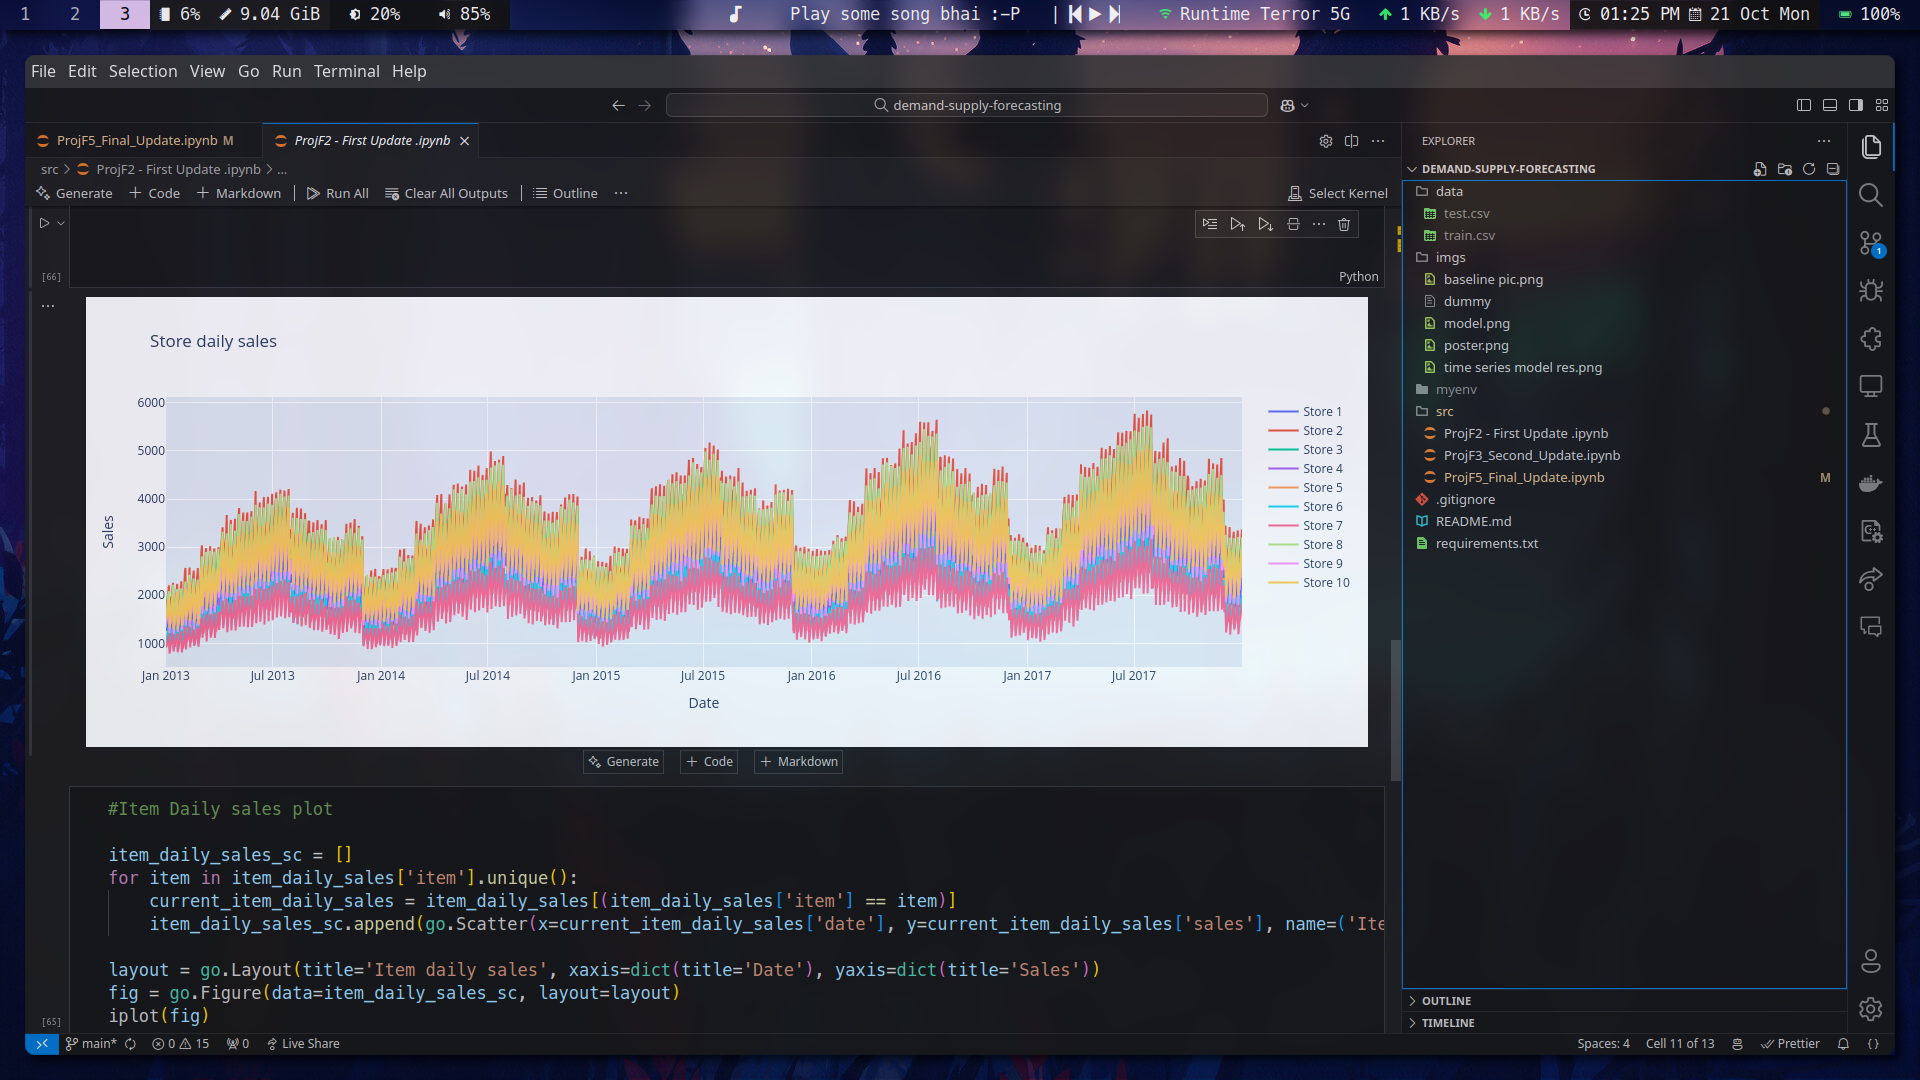 1 2 3 6% 9.04 GiB 20% 85% Play some song bhai :-P | Runtime Terror 5G 1 KB/s 1 KB/s 01:25 PM 21 Oct Mon 100%
File Edit Selection View Go Run Terminal Help
demand-supply-forecasting
ProjF5_Final_Update.ipynb M ProjF2 - First Update .ipynb
src > ProjF2 - First Update .ipynb > ...
Generate + Code + Markdown | Run All Clear All Outputs | Outline ... Select Kernel
[66]
Python
Store daily sales
6000
5000
4000
3000
2000
1000
Sales
Jan 2013 Jul 2013 Jan 2014 Jul 2014 Jan 2015 Jul 2015 Jan 2016 Jul 2016 Jan 2017 Jul 2017
Date
Store 1
Store 2
Store 3
Store 4
Store 5
Store 6
Store 7
Store 8
Store 9
Store 10
Generate + Code + Markdown
#Item Daily sales plot
item_daily_sales_sc = []
for item in item_daily_sales['item'].unique():
    current_item_daily_sales = item_daily_sales[(item_daily_sales['item'] == item)]
    item_daily_sales_sc.append(go.Scatter(x=current_item_daily_sales['date'], y=current_item_daily_sales['sales'], name=('Ite
layout = go.Layout(title='Item daily sales', xaxis=dict(title='Date'), yaxis=dict(title='Sales'))
fig = go.Figure(data=item_daily_sales_sc, layout=layout)
iplot(fig)
[65]
EXPLORER
DEMAND-SUPPLY-FORECASTING
data
test.csv
train.csv
imgs
baseline pic.png
dummy
model.png
poster.png
time series model res.png
myenv
src
ProjF2 - First Update .ipynb
ProjF3_Second_Update.ipynb
ProjF5_Final_Update.ipynb M
.gitignore
README.md
requirements.txt
OUTLINE
TIMELINE
1
main* 0 15 0 Live Share Spaces: 4 Cell 11 of 13 Prettier { }